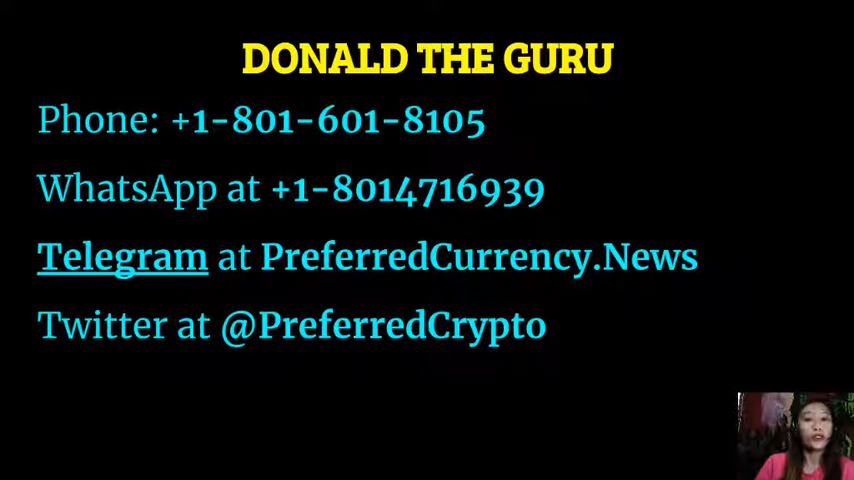 DONALD THE GURU
Phone: +1-801-601-8105
WhatsApp at +1-8014716939
Telegram at PreferredCurrency.News
Twitter at @PreferredCrypto